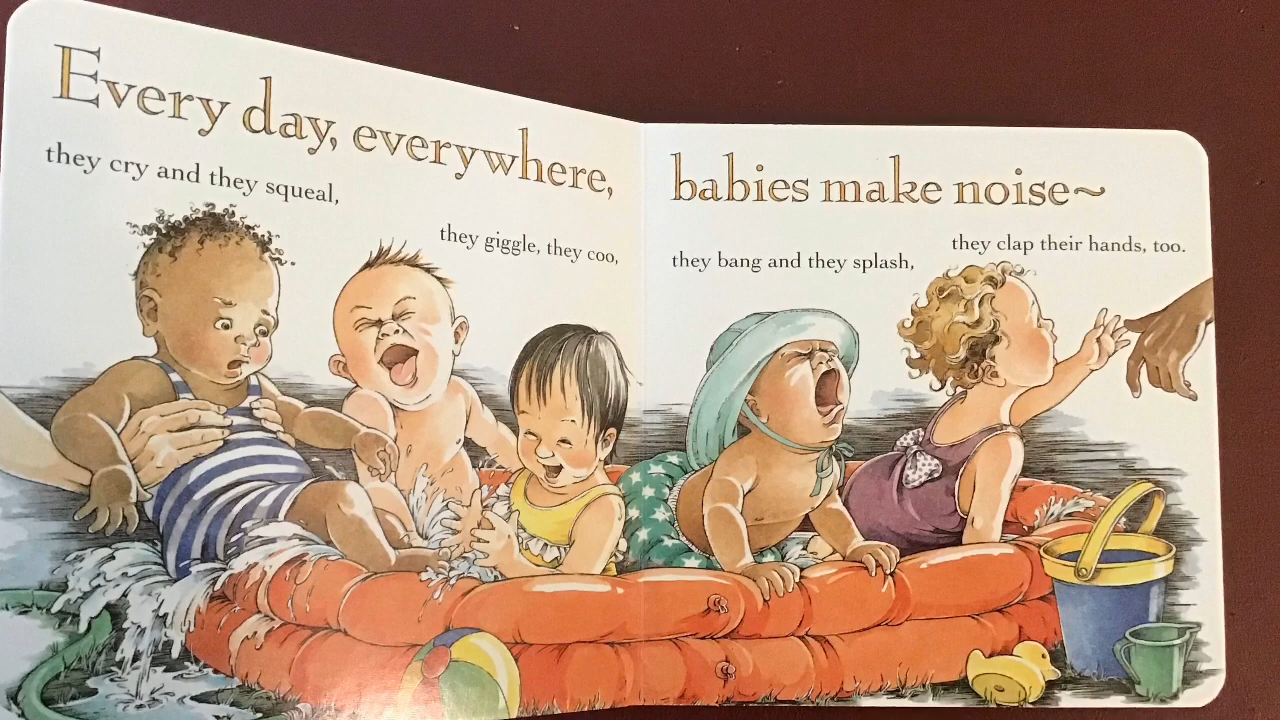 Every day, everywhere,
they cry and they squeal,
they giggle, they coo,
babies make noise~
they bang and they splash,
they clap their hands, too.